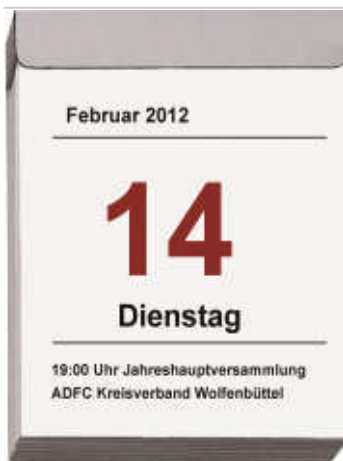 Februar 2012
14
Dienstag
19:00 Uhr Jahreshauptversammlung
ADFC Kreisverband Wolfenbüttel